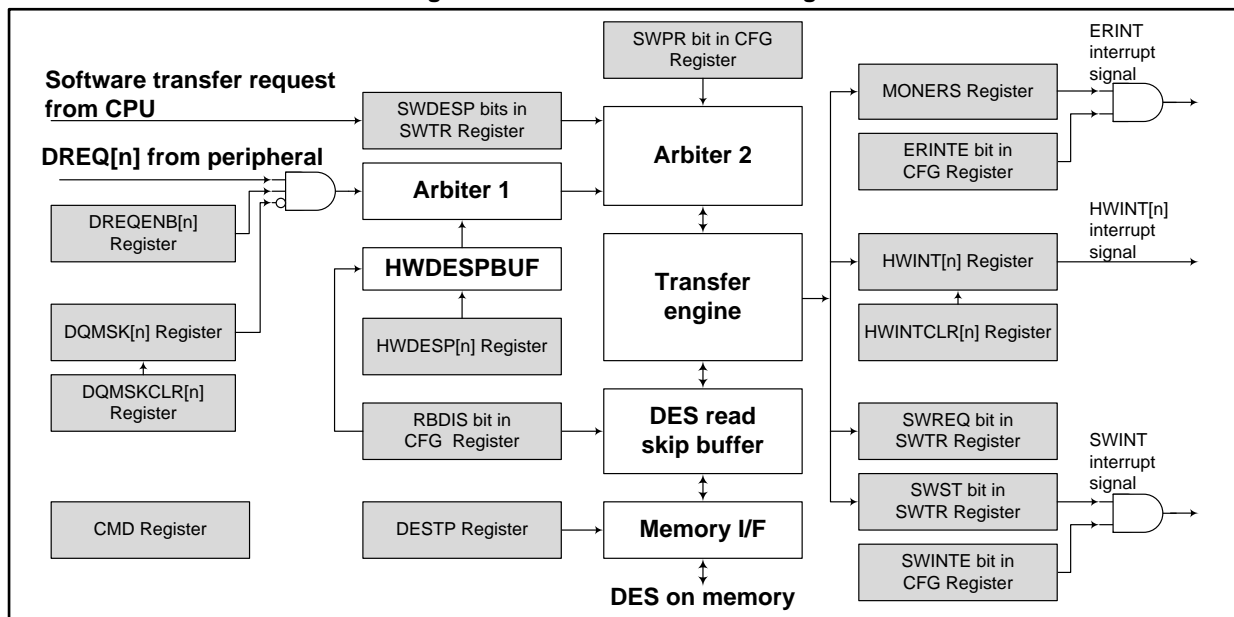 SWPR bit in CFG
Register
Software transfer request
from CPU
SWDESP bits in
SWTR Register
Arbiter 2
DREQ[n] from peripheral
Arbiter 1
DREQENB[n]
Register
HWDESPBUF
DQMSK[n] Register
HWDESP[n] Register
Transfer
engine
DQMSKCLR[n]
Register
RBDIS bit in
CFG Register
DES read
skip buffer
CMD Register
DESTP Register
Memory I/F
DES on memory
ERINT
interrupt
signal
MONERS Register
ERINTE bit in
CFG Register
HWINT[n]
interrupt
signal
HWINT[n] Register
HWINTCLR[n] Register
SWREQ bit in
SWTR Register
SWINT
interrupt
signal
SWST bit in
SWTR Register
SWINTE bit in
CFG Register